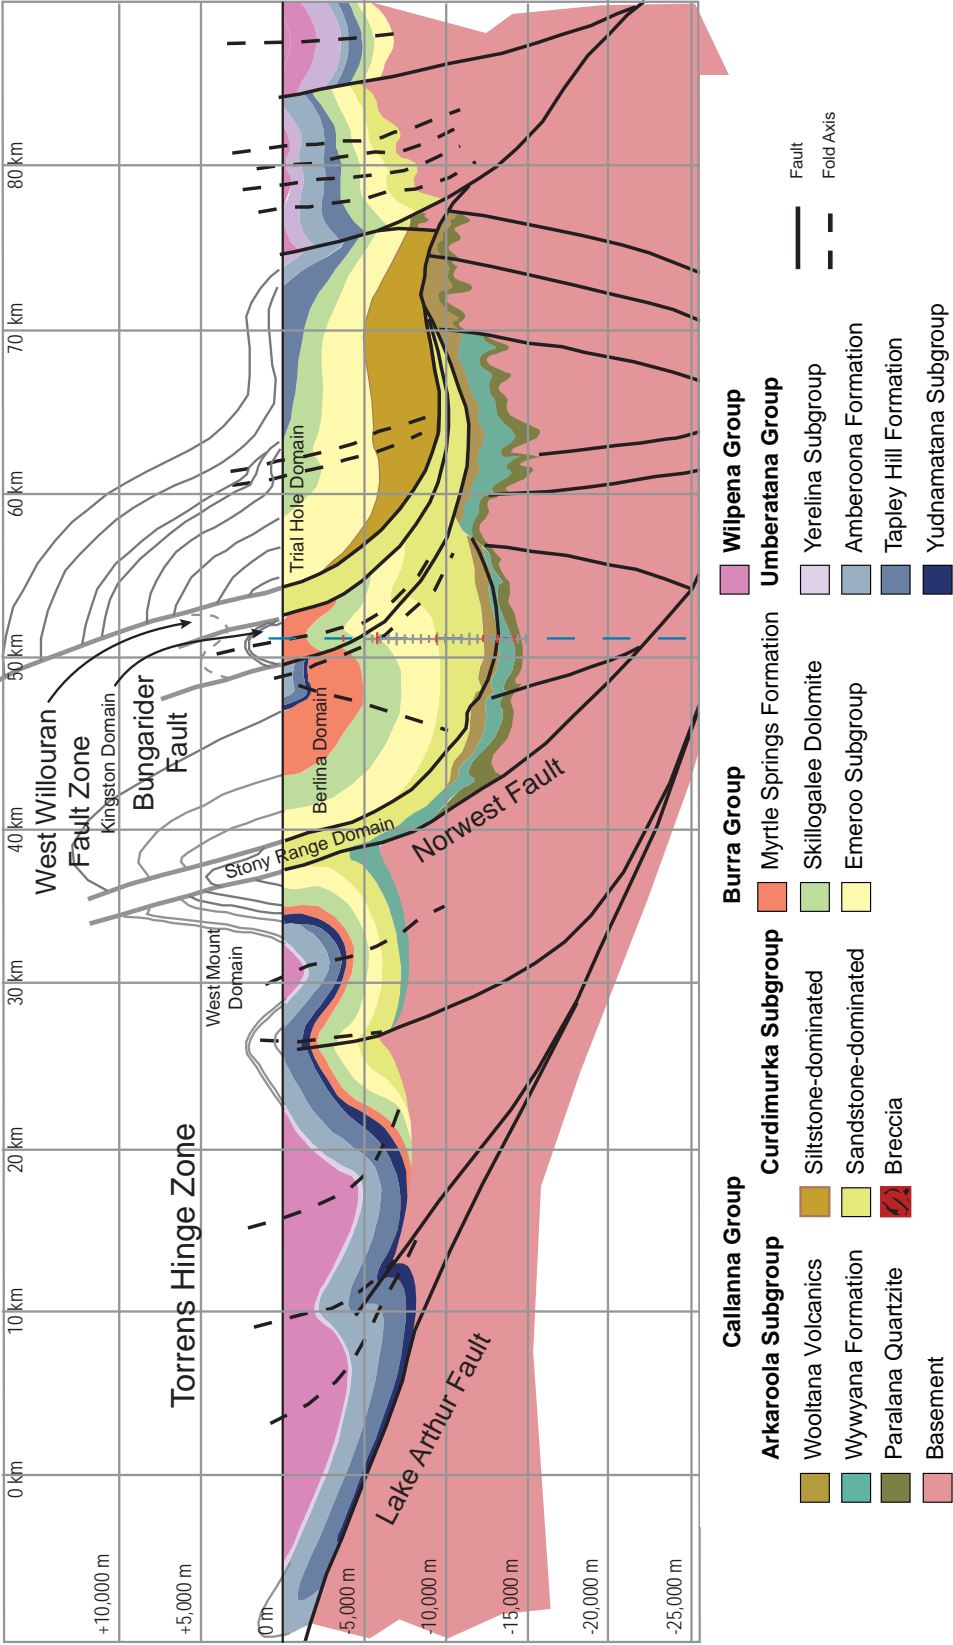 0 km
10 km
20 km
30 km
40 km
50 km
60 km
70 km
80 km
+10,000 m
+5,000 m
0 m
-5,000 m
-10,000 m
-15,000 m
-20,000 m
-25,000 m
Torrens Hinge Zone
West Mount
Domain
West Willouran
Fault Zone
Kingston Domain
Bungarider
Fault
Stony Range Domain
Berlina Domain
Trial Hole Domain
Norwest Fault
Lake Arthur Fault
Callanna Group
Arkaroola Subgroup
Wooltana Volcanics
Wywyana Formation
Paralana Quartzite
Basement
Curdimurka Subgroup
Siltstone-dominated
Sandstone-dominated
Breccia
Burra Group
Myrtle Springs Formation
Skillogalee Dolomite
Emeroo Subgroup
Wilpena Group
Umberatana Group
Yerelina Subgroup
Amberoona Formation
Tapley Hill Formation
Yudnamatana Subgroup
Fault
Fold Axis